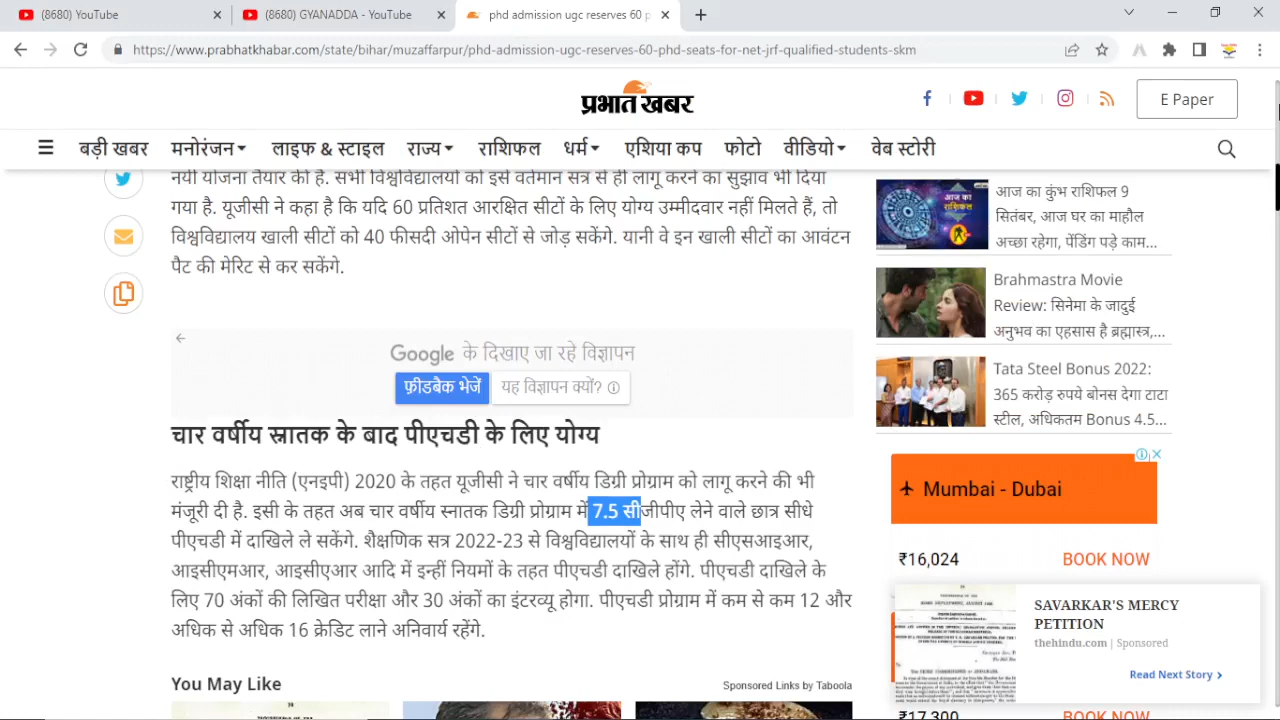 (8680) YouTube
(8680) GYANADDA - YouTube
phd admission ugc reserves 60 p
https://www.prabhatkhabar.com/state/bihar/muzaffarpur/phd-admission-ugc-reserves-60-phd-seats-for-net-jrf-qualified-students-skm
प्रभात खबर
E Paper
बड़ी खबर
मनोरंजन
लाइफ & स्टाइल
राज्य
राशिफल
धर्म
एशिया कप
फोटो
वीडियो
वेब स्टोरी
नयी योजना तैयार की है. सभी विश्वविद्यालयों को इसे वर्तमान सत्र से ही लागू करने का सुझाव भी दिया
गया है. यूजीसी ने कहा है कि यदि 60 प्रतिशत आरक्षित सीटों के लिए योग्य उम्मीदवार नहीं मिलते हैं, तो
विश्वविद्यालय खाली सीटों को 40 फीसदी ओपेन सीटों से जोड़ सकेंगे. यानी वे इन खाली सीटों का आवंटन
पैट की मेरिट से कर सकेंगे.
Google के दिखाए जा रहे विज्ञापन
फ़ीडबैक भेजें
यह विज्ञापन क्यों?
चार वर्षीय स्नातक के बाद पीएचडी के लिए योग्य
राष्ट्रीय शिक्षा नीति (एनइपी) 2020 के तहत यूजीसी ने चार वर्षीय डिग्री प्रोग्राम को लागू करने की भी
मंजूरी दी है. इसी के तहत अब चार वर्षीय स्नातक डिग्री प्रोग्राम में 7.5 सीजीपीए लेने वाले छात्र सीधे
पीएचडी में दाखिले ले सकेंगे. शैक्षणिक सत्र 2022-23 से विश्वविद्यालयों के साथ ही सीएसआइआर,
आइसीएमआर, आइसीएआर आदि में इन्हीं नियमों के तहत पीएचडी दाखिले होंगे. पीएचडी दाखिले के
लिए 70 अंक की लिखित परीक्षा और 30 अंकों का इंटरव्यू होगा. पीएचडी प्रोग्राम में कम से कम 12 और
अधिकतम 16 क्रेडिट लाने अनिवार्य रहेंगे.
You May Like
ed Links by Taboola
आज का राशिफल
आज का कुंभ राशिफल 9
सितंबर, आज घर का माहौल
अच्छा रहेगा, पेंडिंग पड़े काम...
Brahmastra Movie
Review: सिनेमा के जादुई
अनुभव का एहसास है ब्रह्मास्त्र,...
Tata Steel Bonus 2022:
365 करोड़ रुपये बोनस देगा टाटा
स्टील, अधिकतम Bonus 4.5...
Mumbai - Dubai
₹16,024
BOOK NOW
SAVARKAR'S MERCY
PETITION
thehindu.com | Sponsored
Read Next Story
₹17,300
BOOK NOW